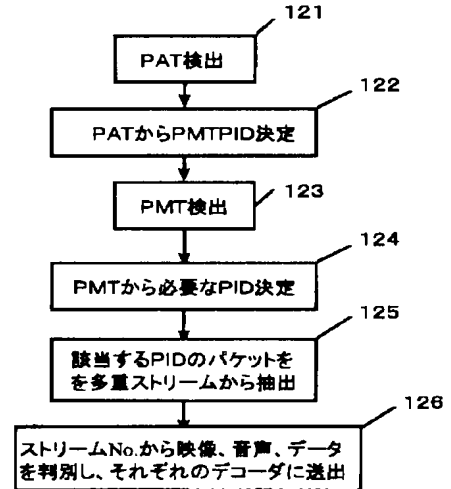 121
PAT検出
122
PATからPMTPID決定
123
PMT検出
124
PMTから必要なPID決定
125
該当するPIDのパケットを
を多重ストリームから抽出
126
ストリームNo.から映像、音声、データ
を判別し、それぞれのデコーダに送出